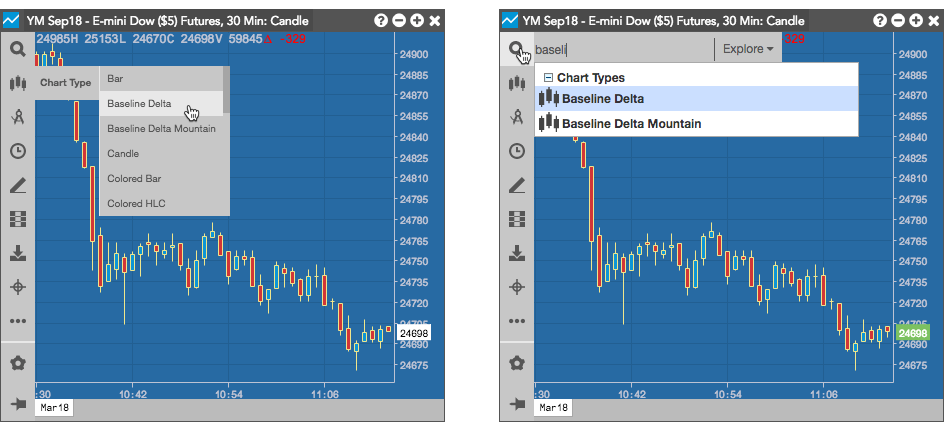 YM Sep18 - E-mini Dow ($5) Futures, 30 Min: Candle
24985H 25153L 24670C 24698V 59845△ -329
Chart Type
Bar
Baseline Delta
Baseline Delta Mountain
Candle
Colored Bar
Colored HLC
24900
24885
24870
24855
24840
24825
24810
24795
24780
24765
24750
24735
24720
24705
24698
24690
24675
:30
10:42
10:54
11:06
Mar18
YM Sep18 - E-mini Dow ($5) Futures, 30 Min: Candle
baseli
Explore
329
Chart Types
Baseline Delta
Baseline Delta Mountain
24900
24885
24870
24855
24840
24825
24810
24795
24780
24765
24750
24735
24720
24705
24698
24690
24675
:30
10:42
10:54
11:06
Mar18